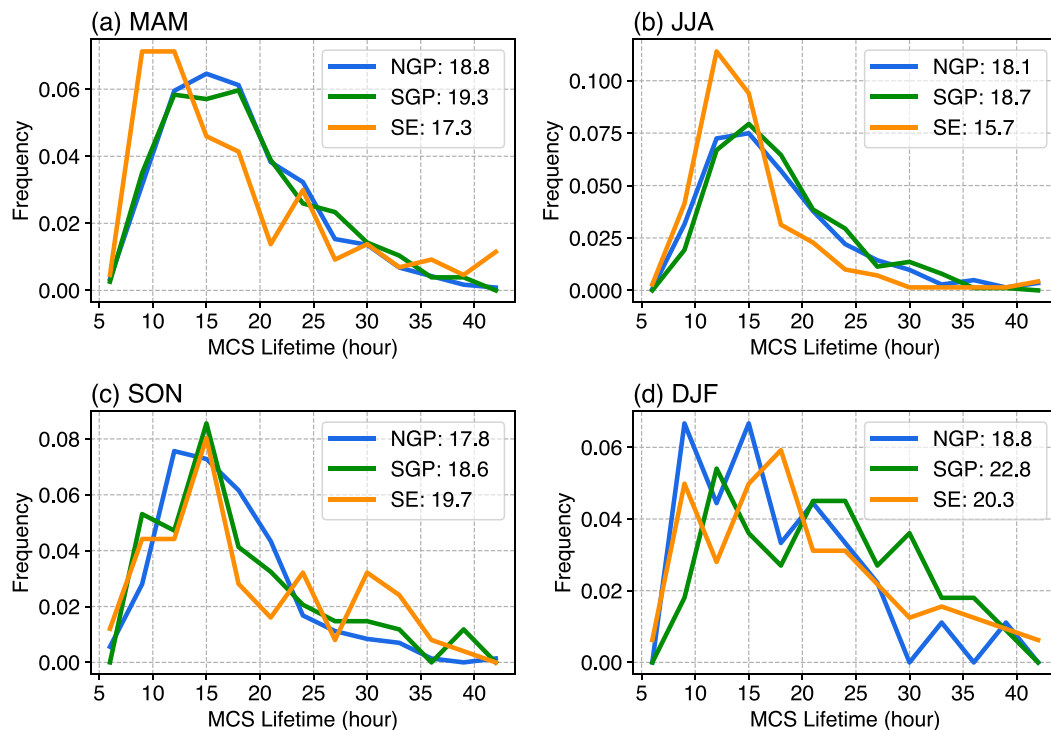 (a) MAM
NGP: 18.8
SGP: 19.3
SE: 17.3
Frequency
0.06
0.04
0.02
0.00
5 10 15 20 25 30 35 40
MCS Lifetime (hour)
(b) JJA
NGP: 18.1
SGP: 18.7
SE: 15.7
Frequency
0.100
0.075
0.050
0.025
0.000
5 10 15 20 25 30 35 40
MCS Lifetime (hour)
(c) SON
NGP: 17.8
SGP: 18.6
SE: 19.7
Frequency
0.08
0.06
0.04
0.02
0.00
5 10 15 20 25 30 35 40
MCS Lifetime (hour)
(d) DJF
NGP: 18.8
SGP: 22.8
SE: 20.3
Frequency
0.06
0.04
0.02
0.00
5 10 15 20 25 30 35 40
MCS Lifetime (hour)